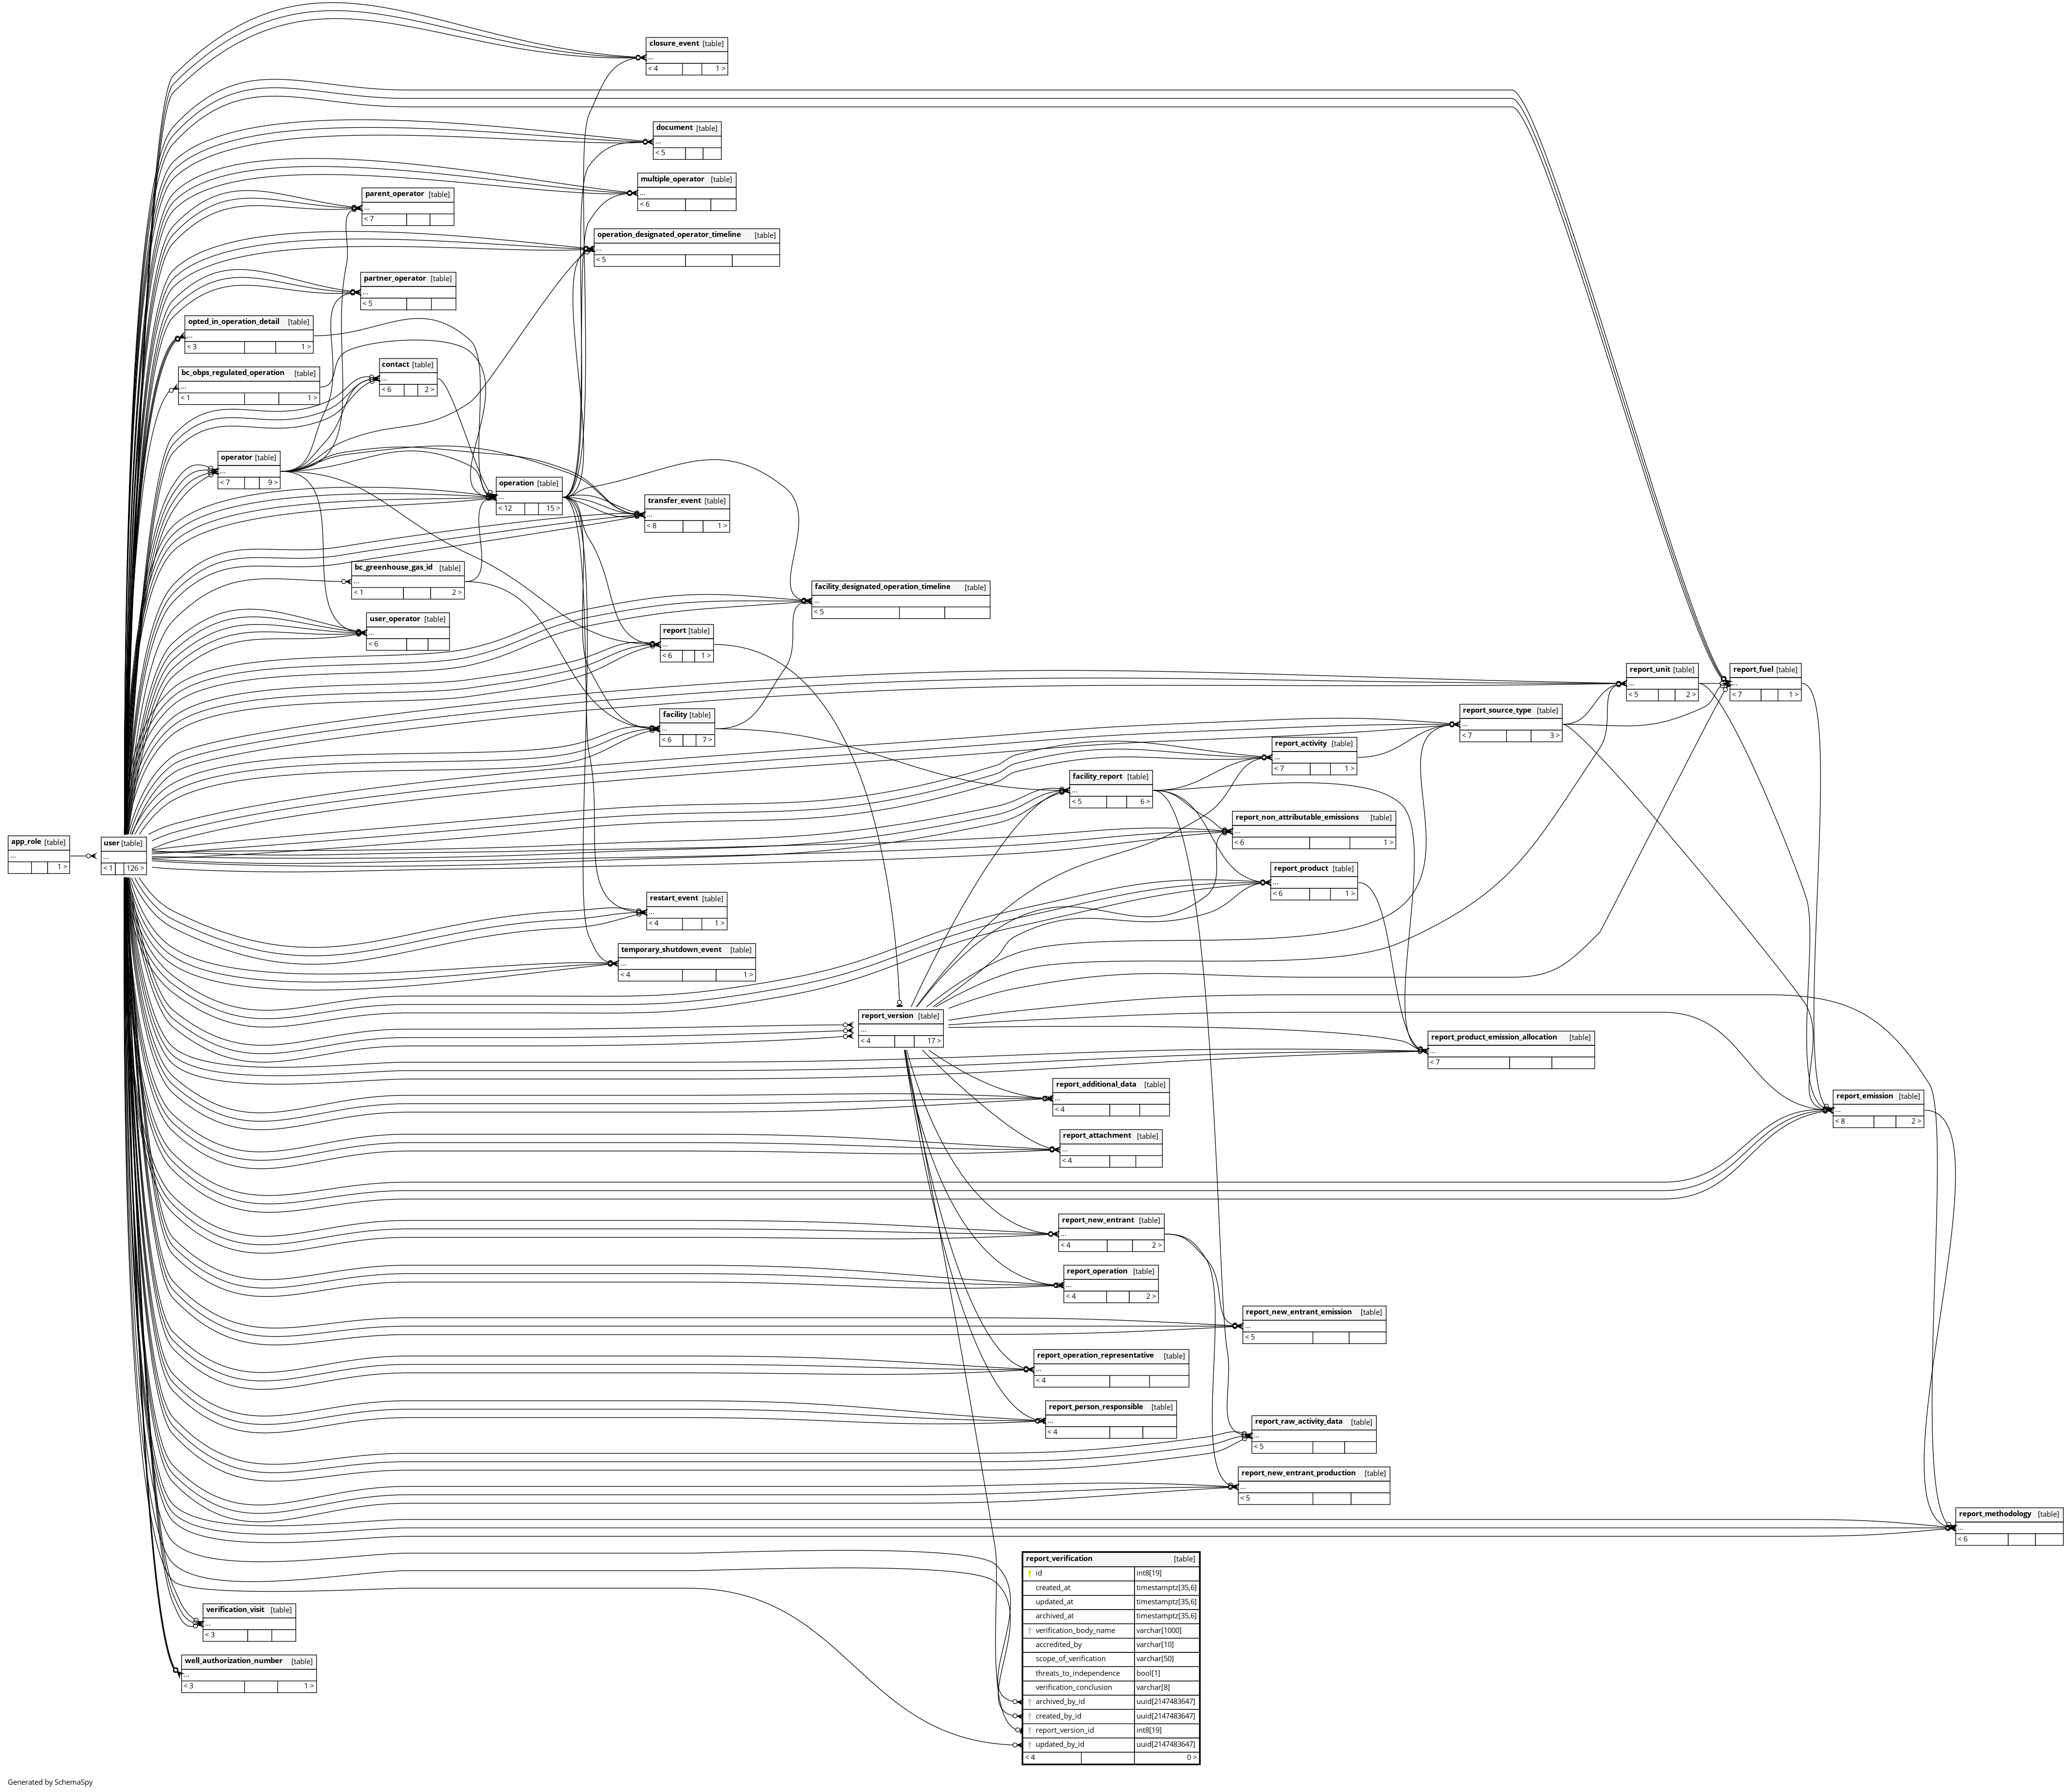 closure_event [table]
...
< 4 1 >
document [table]
...
< 5
multiple_operator [table]
...
< 6
parent_operator [table]
...
< 7
operation_designated_operator_timeline [table]
...
< 5
partner_operator [table]
...
< 5
opted_in_operation_detail [table]
...
< 3 1 >
contact [table]
...
< 6 2 >
bc_obps_regulated_operation [table]
...
< 1 1 >
operator [table]
...
< 7 9 >
operation [table]
...
< 12 15 >
transfer_event [table]
...
< 8 1 >
bc_greenhouse_gas_id [table]
...
< 1 2 >
facility_designated_operation_timeline [table]
...
< 5
user_operator [table]
...
< 6
report [table]
...
< 6 1 >
report_unit [table]
...
< 5 2 >
report_fuel [table]
...
< 7 1 >
report_source_type [table]
...
< 7 3 >
facility [table]
...
< 6 7 >
report_activity [table]
...
< 7 1 >
facility_report [table]
...
< 5 6 >
report_non_attributable_emissions [table]
...
< 6 1 >
app_role [table]
...
1 >
user [table]
...
< 1 126 >
report_product [table]
...
< 6 1 >
restart_event [table]
...
< 4 1 >
temporary_shutdown_event [table]
...
< 4 1 >
report_version [table]
...
< 4 17 >
report_product_emission_allocation [table]
...
< 7
report_additional_data [table]
...
< 4
report_emission [table]
...
< 8 2 >
report_attachment [table]
...
< 4
report_new_entrant [table]
...
< 4 2 >
report_operation [table]
...
< 4 2 >
report_new_entrant_emission [table]
...
< 5
report_operation_representative [table]
...
< 4
report_person_responsible [table]
...
< 4
report_raw_activity_data [table]
...
< 5
report_new_entrant_production [table]
...
< 5
report_methodology [table]
...
< 6
report_verification [table]
id int8[19]
created_at timestamptz[35,6]
updated_at timestamptz[35,6]
archived_at timestamptz[35,6]
verification_body_name varchar[1000]
accredited_by varchar[10]
scope_of_verification varchar[50]
threats_to_independence bool[1]
verification_conclusion varchar[8]
archived_by_id uuid[2147483647]
created_by_id uuid[2147483647]
report_version_id int8[19]
updated_by_id uuid[2147483647]
< 4 0 >
verification_visit [table]
...
< 3
well_authorization_number [table]
...
< 3 1 >
Generated by SchemaSpy